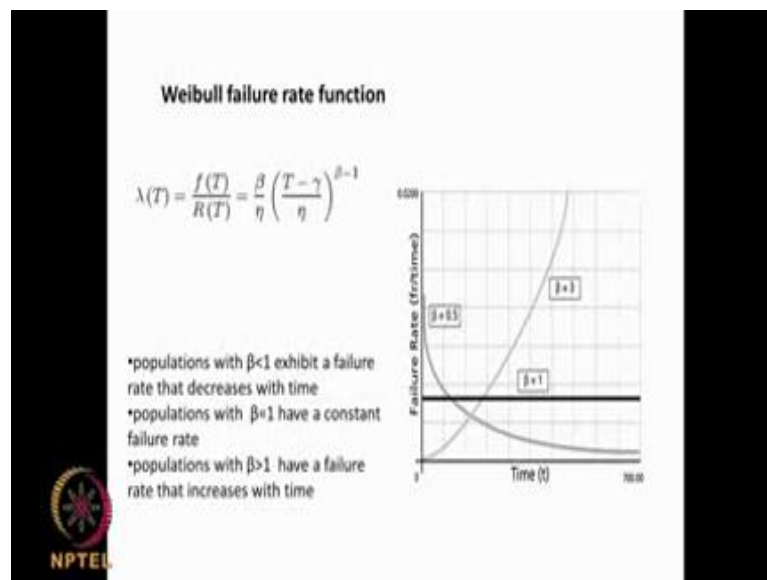 Weibull failure rate function
λ(T) = f(T)/R(T) = β/η ((T − γ)/η)^(β−1)
•populations with β<1 exhibit a failure
rate that decreases with time
•populations with β=1 have a constant
failure rate
•populations with β>1 have a failure
rate that increases with time
Failure Rate (fr/time)
β=0.5
β=3
β=1
0
Time (t)
NPTEL